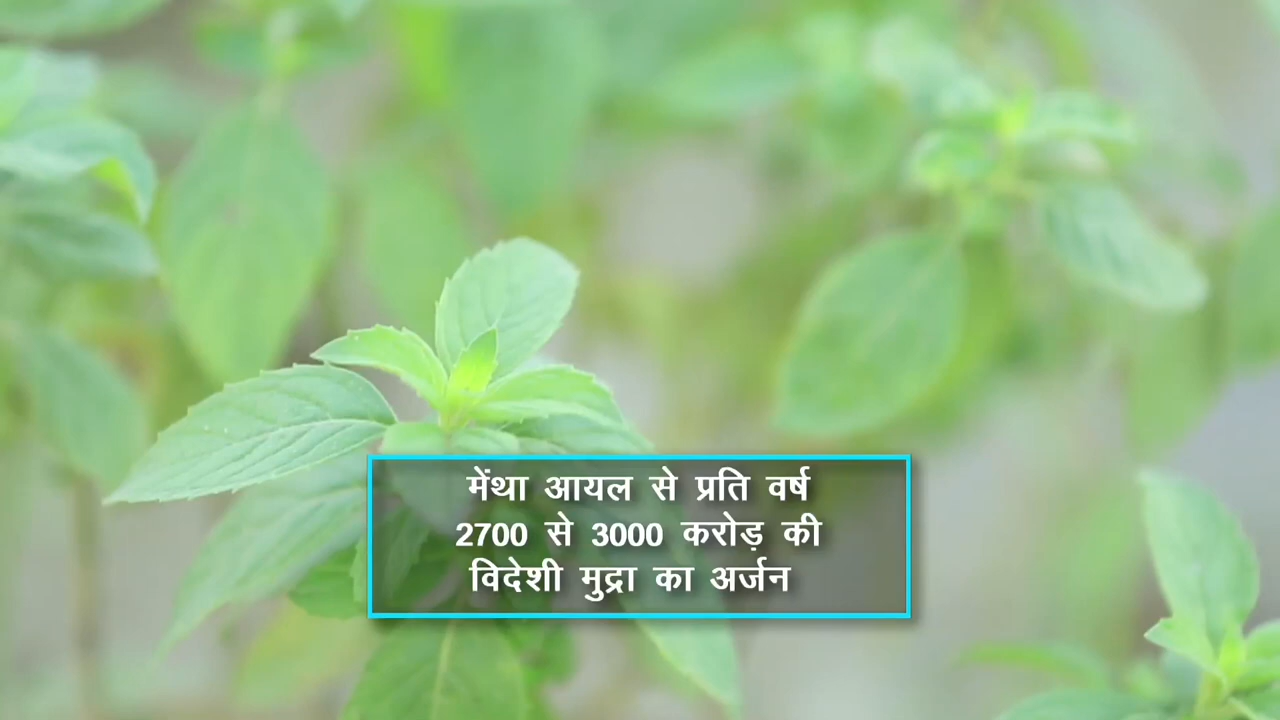 मेंथा आयल से प्रति वर्ष
2700 से 3000 करोड़ की
विदेशी मुद्रा का अर्जन